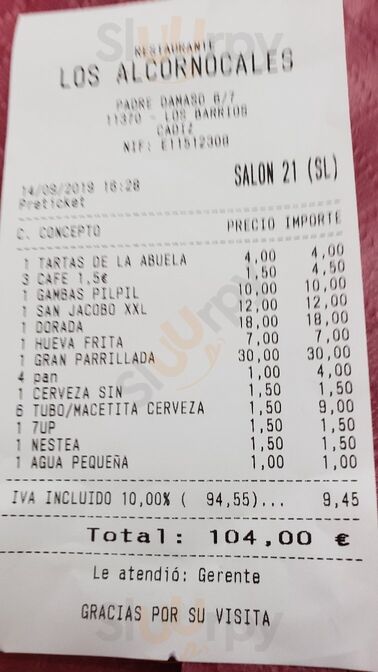 RESTAURANTE
LOS ALCORNOCALES
PADRE DAMASO 6/7
11370 - LOS BARRIOS
CADIZ
NIF: E11512309
SALON 21 (SL)
14/09/2019 16:28
Preticket
C. CONCEPTO PRECIO IMPORTE
1 TARTAS DE LA ABUELA 4,00 4,00
3 CAFE 1,5€ 1,50 4,50
1 GAMBAS PILPIL 10,00 10,00
1 SAN JACOBO XXL 12,00 12,00
1 DORADA 18,00 18,00
1 HUEVA FRITA 7,00 7,00
1 GRAN PARRILLADA 30,00 30,00
4 pan 1,00 4,00
1 CERVEZA SIN 1,50 1,50
6 TUBO/MACETITA CERVEZA 1,50 9,00
1 7UP 1,50 1,50
1 NESTEA 1,50 1,50
1 AGUA PEQUEÑA 1,00 1,00
IVA INCLUIDO 10,00% ( 94,55)... 9,45
Total: 104,00 €
Le atendió: Gerente
GRACIAS POR SU VISITA
sluurpy
sluurpy
sluurpy